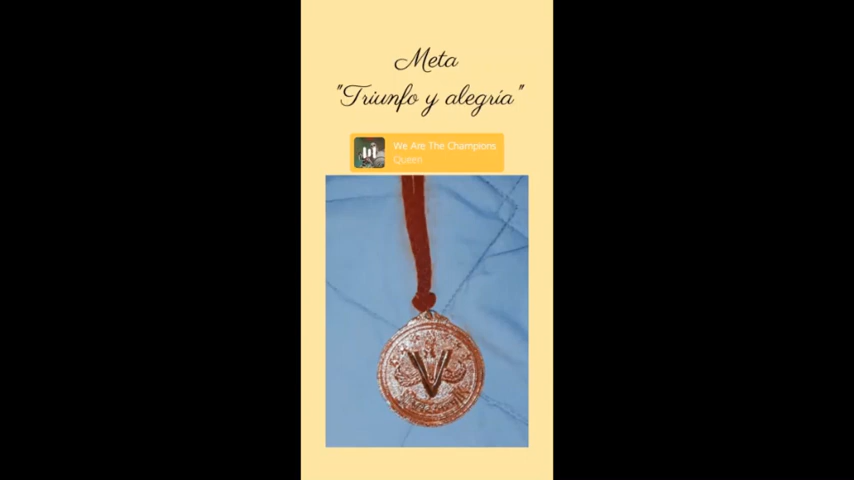 Meta
"Triunfo y alegría"
We Are The Champions
Queen
V